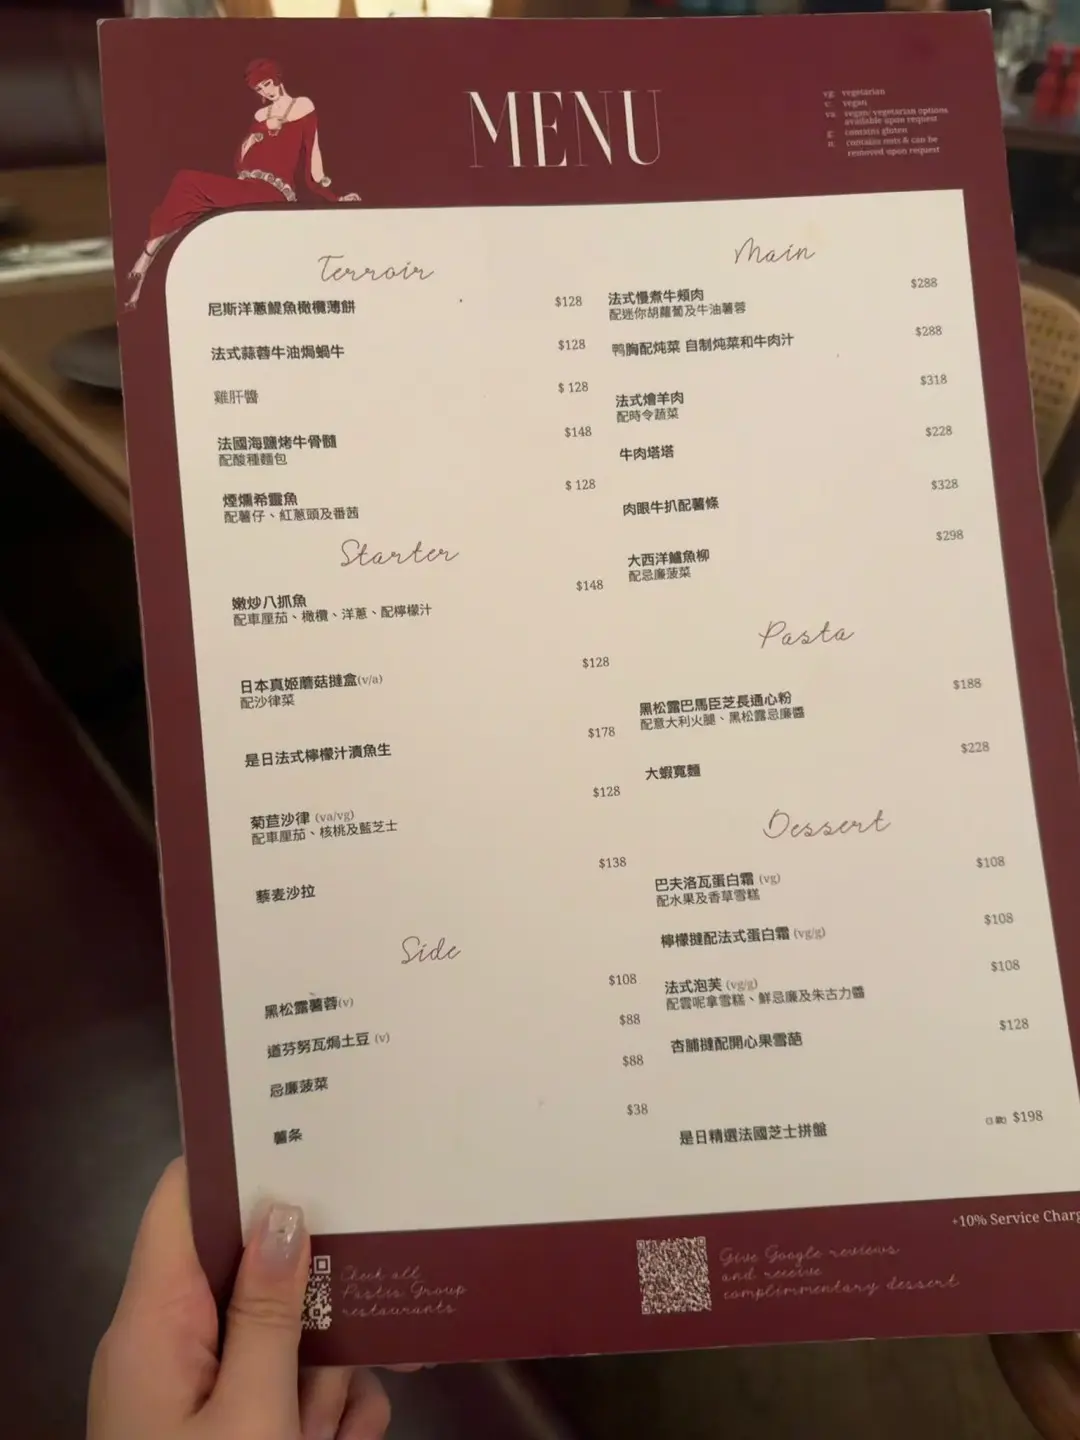 MENU
vg: vegetarian
v: vegan
va: vegan/ vegetarian options
available upon request
g: contains gluten
n: contains nuts & can be
removed upon request
Terroir
尼斯洋蔥鯷魚橄欖薄餅 $128
法式蒜蓉牛油焗蝸牛 $128
雞肝醬 $ 128
法國海鹽烤牛骨髓 $148
配酸種麵包
煙燻希靈魚 $ 128
配薯仔、紅蔥頭及番茜
Starter
嫩炒八抓魚 $148
配車厘茄、橄欖、洋蔥、配檸檬汁
日本真姬蘑菇撻盒(v/a) $128
配沙律菜
是日法式檸檬汁漬魚生 $178
菊苣沙律 (va/vg) $128
配車厘茄、核桃及藍芝士
藜麦沙拉 $138
Side
黑松露薯蓉(v) $108
道芬努瓦焗土豆 (v) $88
忌廉菠菜 $88
薯条 $38
Main
法式慢煮牛頰肉 $288
配迷你胡蘿蔔及牛油薯蓉
鸭胸配炖菜 自制炖菜和牛肉汁 $288
法式燴羊肉 $318
配時令蔬菜
牛肉塔塔 $228
肉眼牛扒配薯條 $328
大西洋鱸魚柳 $298
配忌廉菠菜
Pasta
黑松露巴馬臣芝長通心粉 $188
配意大利火腿、黑松露忌廉醬
大蝦寬麵 $228
Dessert
巴夫洛瓦蛋白霜 (vg) $108
配水果及香草雪糕
檸檬撻配法式蛋白霜 (vg/g) $108
法式泡芙 (vg/g) $108
配雲呢拿雪糕、鮮忌廉及朱古力醬
杏脯撻配開心果雪葩 $128
是日精選法國芝士拼盤 $198
+10% Service Charg
Check all
Pastis Group
restaurants
Give Google reviews
and receive
complimmentary dessert